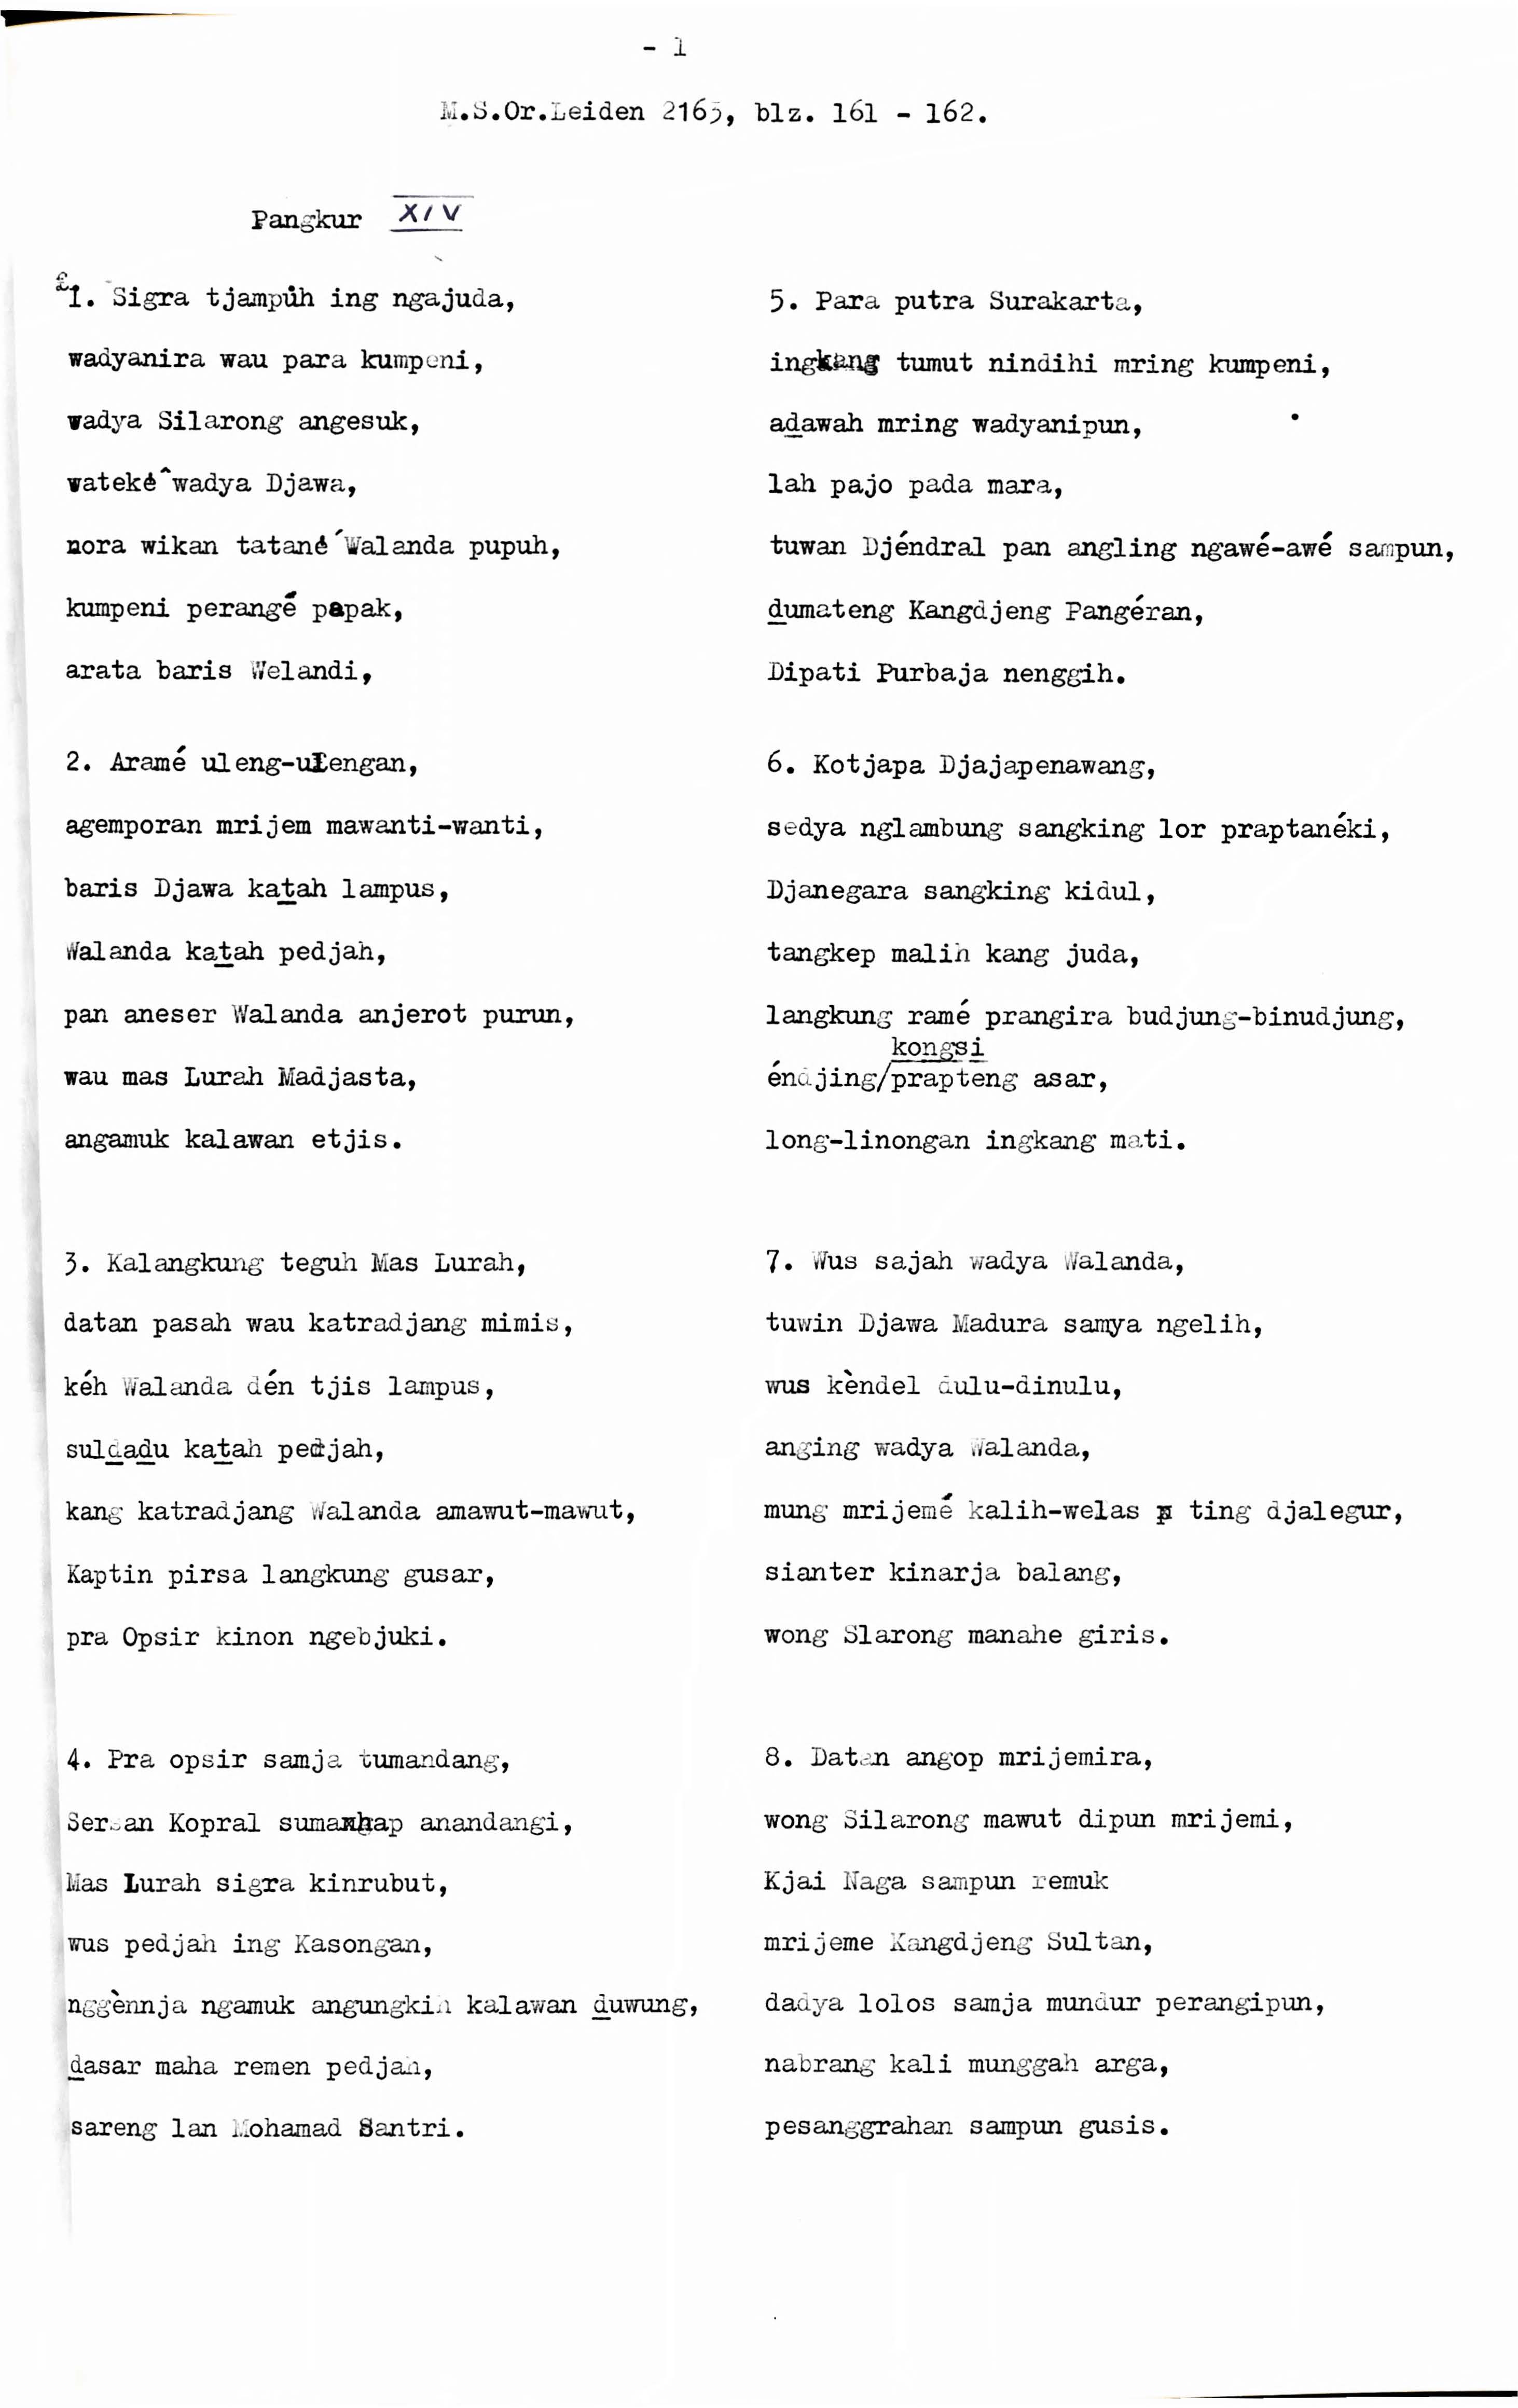 - 1
M.S.Or.Leiden 2163, blz. 161 - 162.
Pangkur XIV
1. Sigra tjampuh ing ngajuda,
wadyanira wau para kumpeni,
wadya Silarong angesuk,
wateké wadya Djawa,
nora wikan tatané Walanda pupuh,
kumpeni perangé papak,
arata baris Welandi,
2. Aramé uleng-ulengan,
agemporan mrijem mawanti-wanti,
baris Djawa kaṯah lampus,
Walanda kaṯah pedjah,
pan aneser Walanda anjerot purun,
wau mas Lurah Madjasta,
angamuk kalawan etjis.
3. Kalangkung teguh Mas Lurah,
datan pasah wau katradjang mimis,
kéh Walanda dén tjis lampus,
sulḏaḏu kaṯah pedjah,
kang katradjang Walanda amawut-mawut,
Kaptin pirsa langkung gusar,
pra Opsir kinon ngebjuki.
4. Pra opsir samja tumandang,
Sersan Kopral sumahap anandangi,
Mas Lurah sigra kinrubut,
wus pedjah ing Kasongan,
nggènnja ngamuk angungkih kalawan ḏuwung,
ḏasar maha remen pedjah,
sareng lan Mohamad Santri.
5. Para putra Surakarta,
ingkang tumut nindihi mring kumpeni,
aḏawah mring wadyanipun,
lah pajo pada mara,
tuwan Djéndral pan angling ngawé-awé sampun,
ḏumateng Kangdjeng Pangéran,
Dipati Purbaja nenggih.
6. Kotjapa Djajapenawang,
sedya nglambung sangking lor praptanéki,
Djanegara sangking kidul,
tangkep malih kang juda,
langkung ramé prangira budjung-binudjung,
kongsi
éndjing/prapteng asar,
long-linongan ingkang mati.
7. Wus sajah wadya Walanda,
tuwin Djawa Madura samya ngelih,
wus kèndel dulu-dinulu,
anging wadya Walanda,
mung mrijemé kalih-welas ting djalegur,
sianter kinarja balang,
wong Slarong manahe giris.
8. Datan angop mrijemira,
wong Silarong mawut dipun mrijemi,
Kjai Naga sampun remuk
mrijeme Kangdjeng Sultan,
dadya lolos samja mundur perangipun,
nabrang kali munggah arga,
pesanggrahan sampun gusis.